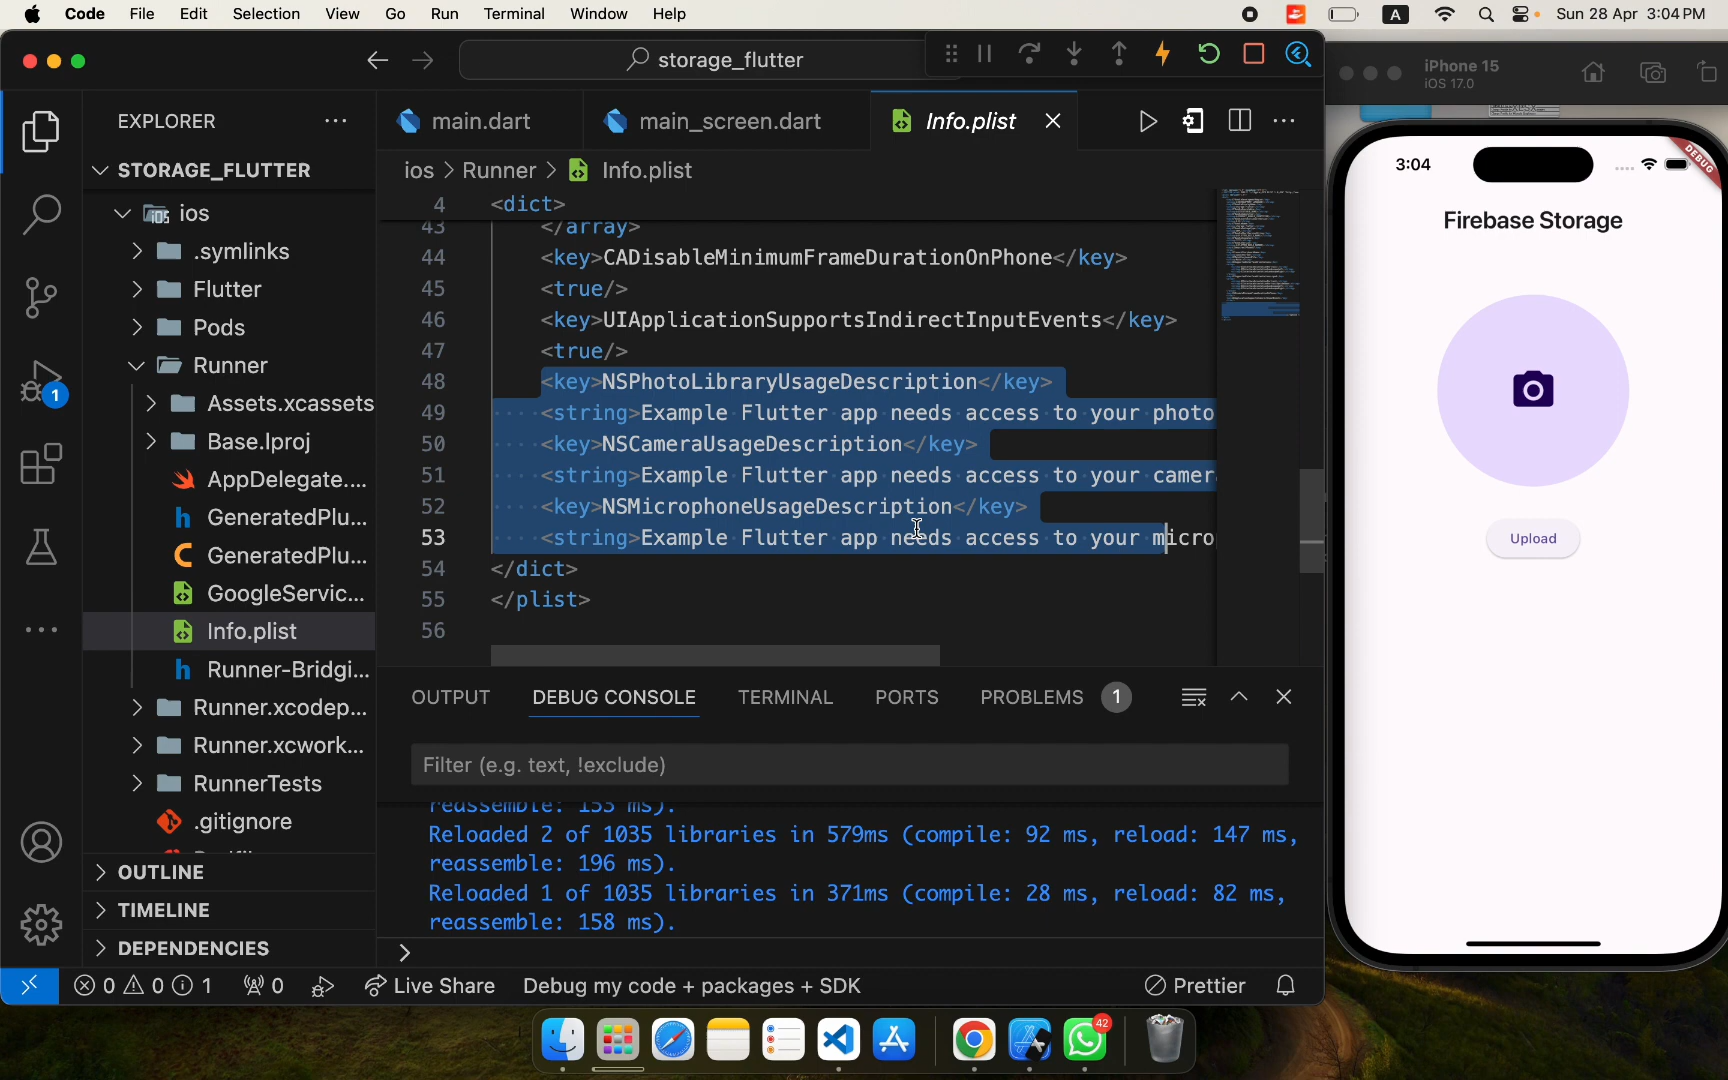 Code File Edit Selection View Go Run Terminal Window Help
A Sun 28 Apr 3:04 PM
storage_flutter
iPhone 15
iOS 17.0
EXPLORER
main.dart
main_screen.dart
Info.plist
STORAGE_FLUTTER
ios > Runner > Info.plist
ios
.symlinks
Flutter
Pods
Runner
Assets.xcassets
Base.lproj
AppDelegate....
GeneratedPlu...
GeneratedPlu...
GoogleServic...
Info.plist
Runner-Bridgi...
Runner.xcodep...
Runner.xcwork...
RunnerTests
.gitignore
OUTLINE
TIMELINE
DEPENDENCIES
4 <dict>
43 </array>
44 <key>CADisableMinimumFrameDurationOnPhone</key>
45 <true/>
46 <key>UIApplicationSupportsIndirectInputEvents</key>
47 <true/>
48 <key>NSPhotoLibraryUsageDescription</key>
49 <string>Example Flutter app needs access to your photo
50 <key>NSCameraUsageDescription</key>
51 <string>Example Flutter app needs access to your camer
52 <key>NSMicrophoneUsageDescription</key>
53 <string>Example Flutter app needs access to your micro
54 </dict>
55 </plist>
56
OUTPUT DEBUG CONSOLE TERMINAL PORTS PROBLEMS 1
Filter (e.g. text, !exclude)
reassemble: 153 ms).
Reloaded 2 of 1035 libraries in 579ms (compile: 92 ms, reload: 147 ms,
reassemble: 196 ms).
Reloaded 1 of 1035 libraries in 371ms (compile: 28 ms, reload: 82 ms,
reassemble: 158 ms).
1
0 0 1 0 Live Share Debug my code + packages + SDK Prettier
3:04
DEBUG
Firebase Storage
Upload
42